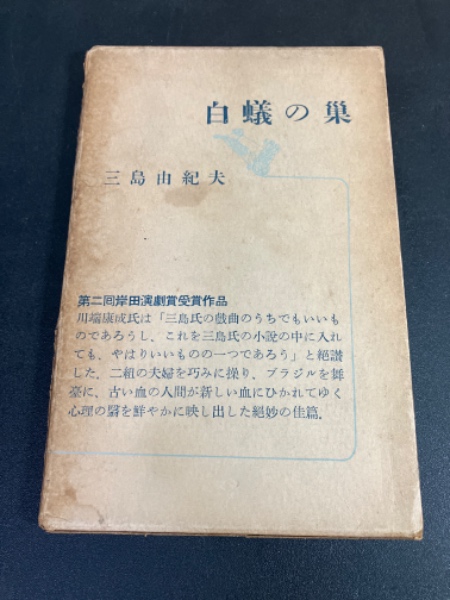 白蟻の巣
三島由紀夫
第二回岸田演劇賞受賞作品
川端康成氏は「三島氏の戯曲のうちでもいいも
のであろうし、これを三島氏の小説の中に入れ
ても、やはりいいものの一つであろう」と絶讃
した。二組の夫婦を巧みに操り、ブラジルを舞
臺に、古い血の人間が新しい血にひかれてゆく
心理の翳を鮮やかに映し出した絕妙の佳篇。